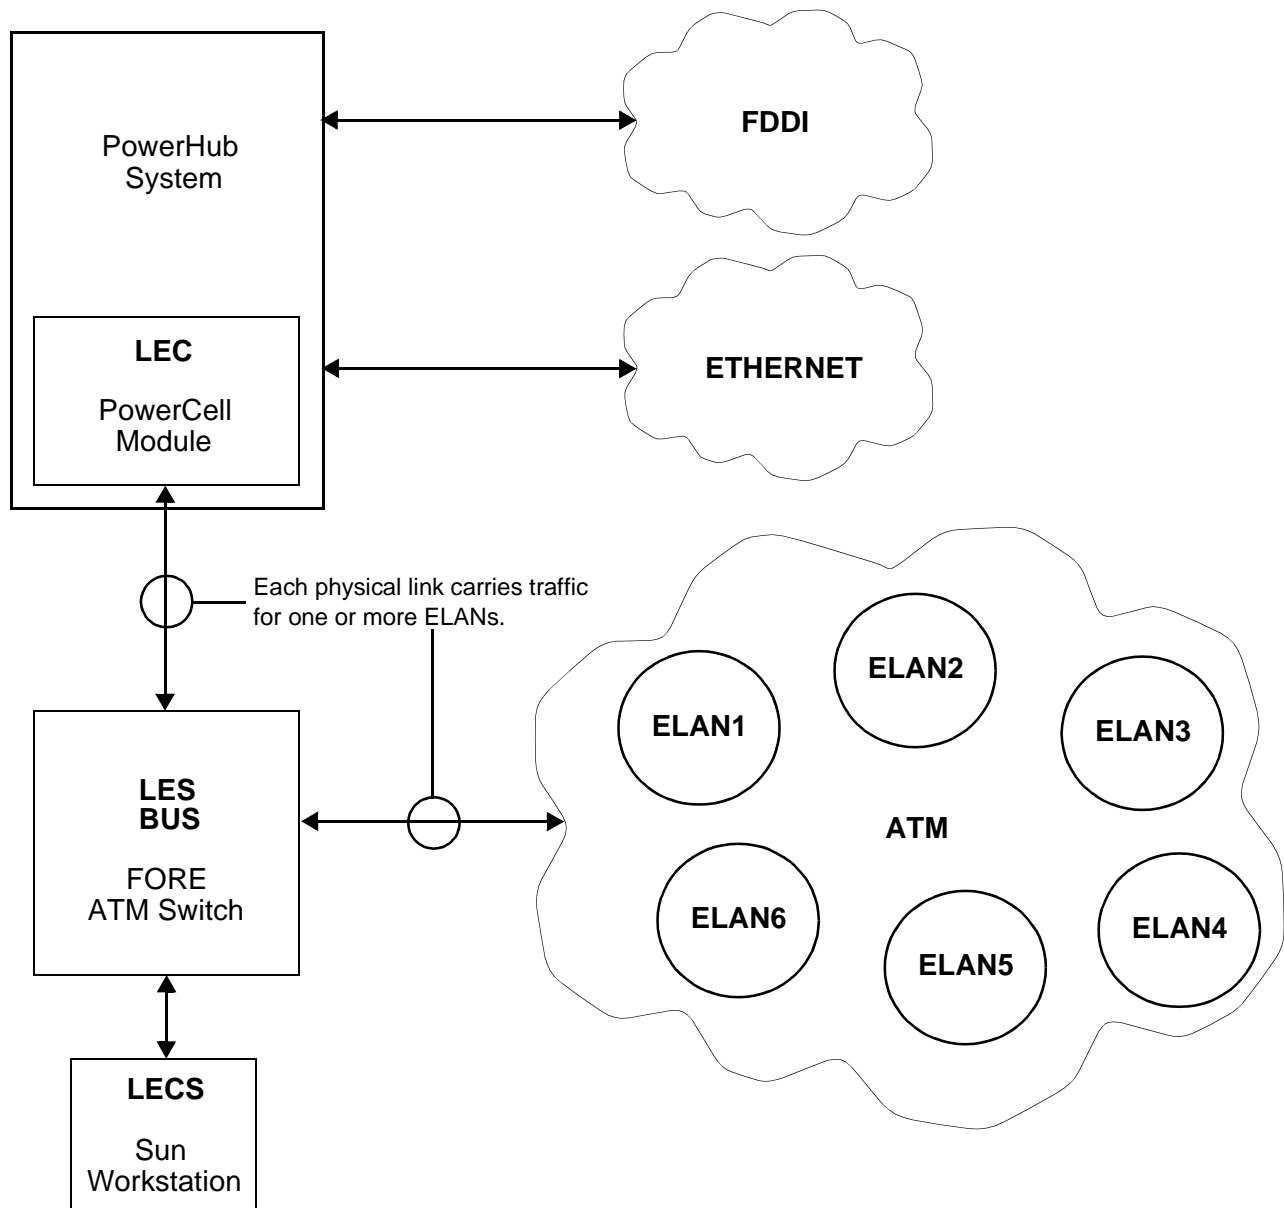 PowerHub
System
FDDI
LEC
PowerCell
Module
ETHERNET
Each physical link carries traffic
for one or more ELANs.
ELAN1
ELAN2
ELAN3
ATM
ELAN6
ELAN5
ELAN4
LES
BUS
FORE
ATM Switch
LECS
Sun
Workstation